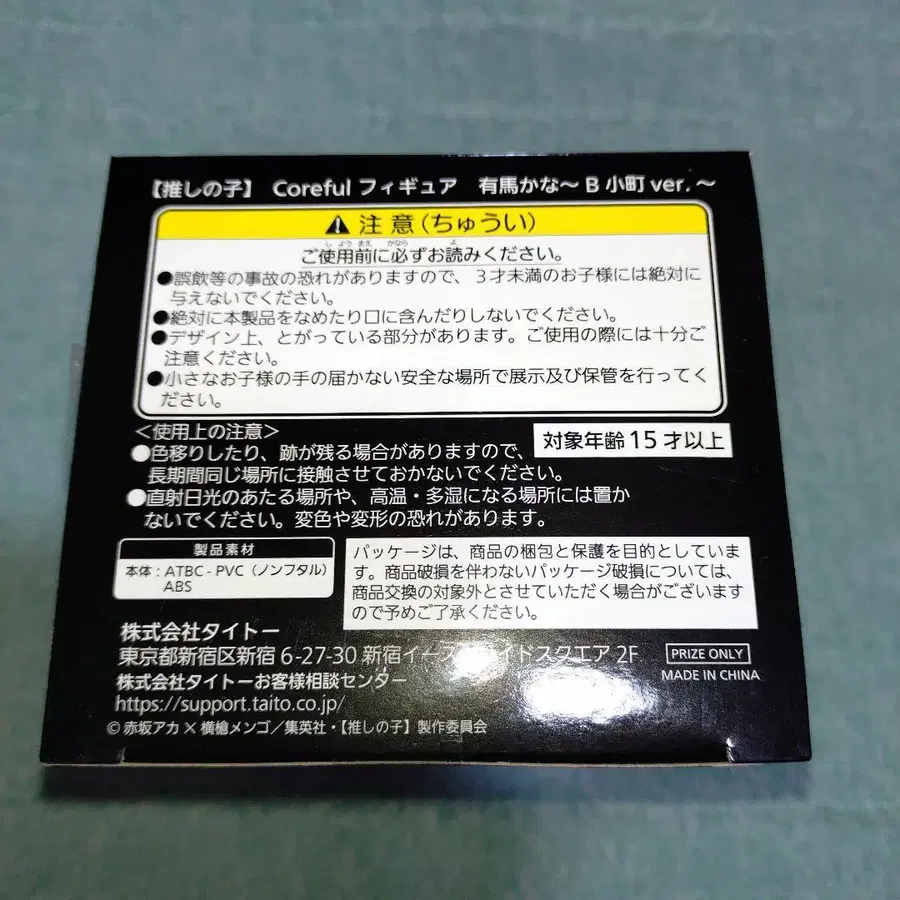 【推しの子】 Coreful フィギュア 有馬かな～ B 小町 ver. ～
⚠ 注意(ちゅうい)
ご使用前に必ずお読みください。
●誤飲等の事故の恐れがありますので、3才未満のお子様には絶対に
与えないでください。
●絶対に本製品をなめたり口に含んだりしないでください。
●デザイン上、とがっている部分があります。ご使用の際には十分ご
注意ください。
●小さなお子様の手の届かない安全な場所で展示及び保管を行ってく
ださい。
＜使用上の注意＞
対象年齢 15 才以上
●色移りしたり、跡が残る場合がありますので、
長期間同じ場所に接触させておかないでください。
●直射日光のあたる場所や、高温・多湿になる場所には置か
ないでください。変色や変形の恐れがあります。
製品素材
本体：ATBC - PVC（ノンフタル）
ABS
パッケージは、商品の梱包と保護を目的としていま
す。商品破損を伴わないパッケージ破損については、
商品交換の対象外とさせていただく場合がございます
ので予めご了承ください。
株式会社タイトー
東京都新宿区新宿 6-27-30 新宿イーストサイドスクエア 2F
株式会社タイトーお客様相談センター
https://support.taito.co.jp/
© 赤坂アカ × 横槍メンゴ／集英社・【推しの子】製作委員会
PRIZE ONLY
MADE IN CHINA